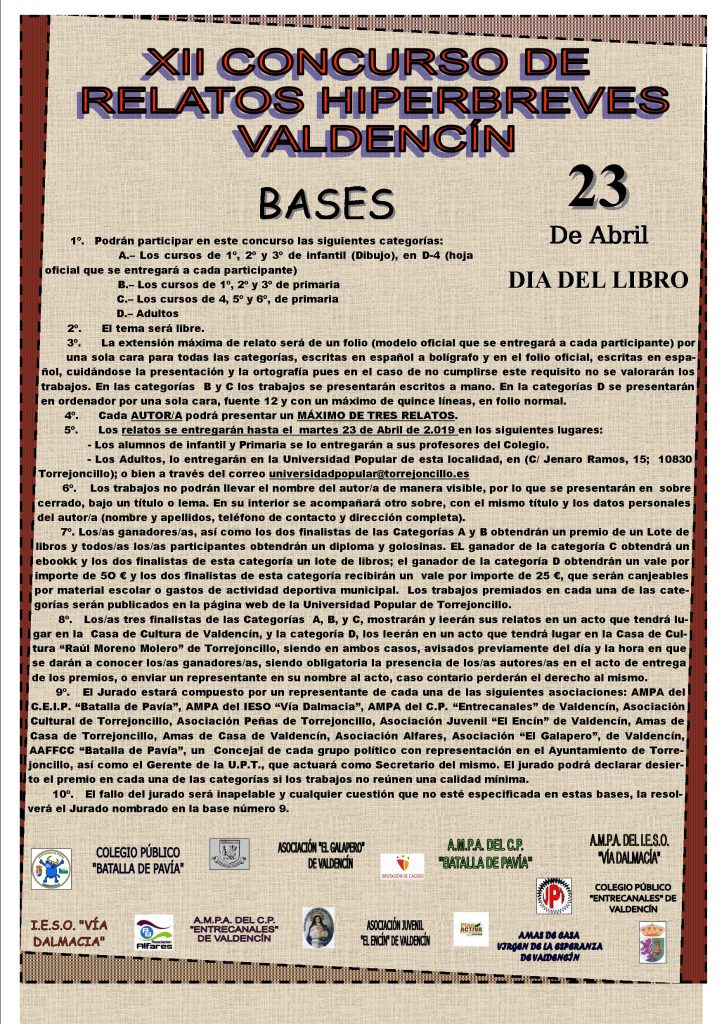 XII CONCURSO DE
RELATOS HIPERBREVES
VALDENCÍN
BASES
23
De Abril
DIA DEL LIBRO
1º. Podrán participar en este concurso las siguientes categorías:
A.– Los cursos de 1º, 2º y 3º de infantil (Dibujo), en D-4 (hoja
oficial que se entregará a cada participante)
B.– Los cursos de 1º, 2º y 3º de primaria
C.– Los cursos de 4, 5º y 6º, de primaria
D.– Adultos
2º. El tema será libre.
3º. La extensión máxima de relato será de un folio (modelo oficial que se entregará a cada participante) por
una sola cara para todas las categorías, escritas en español a bolígrafo y en el folio oficial, escritas en espa-
ñol, cuidándose la presentación y la ortografía pues en el caso de no cumplirse este requisito no se valorarán los
trabajos. En las categorías B y C los trabajos se presentarán escritos a mano. En la categorías D se presentarán
en ordenador por una sola cara, fuente 12 y con un máximo de quince líneas, en folio normal.
4º. Cada AUTOR/A podrá presentar un MÁXIMO DE TRES RELATOS.
5º. Los relatos se entregarán hasta el martes 23 de Abril de 2.019 en los siguientes lugares:
- Los alumnos de infantil y Primaria se lo entregarán a sus profesores del Colegio.
- Los Adultos, lo entregarán en la Universidad Popular de esta localidad, en (C/ Jenaro Ramos, 15; 10830
Torrejoncillo); o bien a través del correo universidadpopular@torrejoncillo.es
6º. Los trabajos no podrán llevar el nombre del autor/a de manera visible, por lo que se presentarán en sobre
cerrado, bajo un título o lema. En su interior se acompañará otro sobre, con el mismo título y los datos personales
del autor/a (nombre y apellidos, teléfono de contacto y dirección completa).
7º. Los/as ganadores/as, así como los dos finalistas de las Categorías A y B obtendrán un premio de un Lote de
libros y todos/as los/as participantes obtendrán un diploma y golosinas. EL ganador de la categoría C obtendrá un
ebookk y los dos finalistas de esta categoría un lote de libros; el ganador de la categoría D obtendrán un vale por
importe de 50 € y los dos finalistas de esta categoría recibirán un vale por importe de 25 €, que serán canjeables
por material escolar o gastos de actividad deportiva municipal. Los trabajos premiados en cada una de las cate-
gorías serán publicados en la página web de la Universidad Popular de Torrejoncillo.
8º. Los/as tres finalistas de las Categorías A, B, y C, mostrarán y leerán sus relatos en un acto que tendrá lu-
gar en la Casa de Cultura de Valdencín, y la categoría D, los leerán en un acto que tendrá lugar en la Casa de Cul-
tura “Raúl Moreno Molero” de Torrejoncillo, siendo en ambos casos, avisados previamente del día y la hora en que
se darán a conocer los/as ganadores/as, siendo obligatoria la presencia de los/as autores/as en el acto de entrega
de los premios, o enviar un representante en su nombre al acto, caso contario perderán el derecho al mismo.
9º. El Jurado estará compuesto por un representante de cada una de las siguientes asociaciones: AMPA del
C.E.I.P. “Batalla de Pavía”, AMPA del IESO “Vía Dalmacia”, AMPA del C.P. “Entrecanales” de Valdencín, Asociación
Cultural de Torrejoncillo, Asociación Peñas de Torrejoncillo, Asociación Juvenil “El Encín” de Valdencín, Amas de
Casa de Torrejoncillo, Amas de Casa de Valdencín, Asociación Alfares, Asociación “El Galapero”, de Valdencín,
AAFFCC “Batalla de Pavía”, un Concejal de cada grupo político con representación en el Ayuntamiento de Torre-
joncillo, así como el Gerente de la U.P.T., que actuará como Secretario del mismo. El jurado podrá declarar desier-
to el premio en cada una de las categorías si los trabajos no reúnen una calidad mínima.
10º. El fallo del jurado será inapelable y cualquier cuestión que no esté especificada en estas bases, la resol-
verá el Jurado nombrado en la base número 9.
COLEGIO PÚBLICO
"BATALLA DE PAVÍA"
ASOCIACIÓN "EL GALAPERO"
DE VALDENCÍN
DIPUTACIÓN DE CÁCERES
A.M.P.A. DEL C.P.
"BATALLA DE PAVÍA"
A.M.P.A. DEL I.E.S.O.
"VÍA DALMACÍA"
COLEGIO PÚBLICO
"ENTRECANALES" DE
VALDENCÍN
I.E.S.O. "VÍA
DALMACIA"
Asociacion
Alfares
A.M.P.A. DEL C.P.
"ENTRECANALES"
DE VALDENCÍN
ASOCIACIÓN JUVENIL
"EL ENCÍN" DE VALDENCÍN
ACTIVA
AMAS DE CASA
VIRGEN DE LA ESPERANZA
DE VALDENCÍN